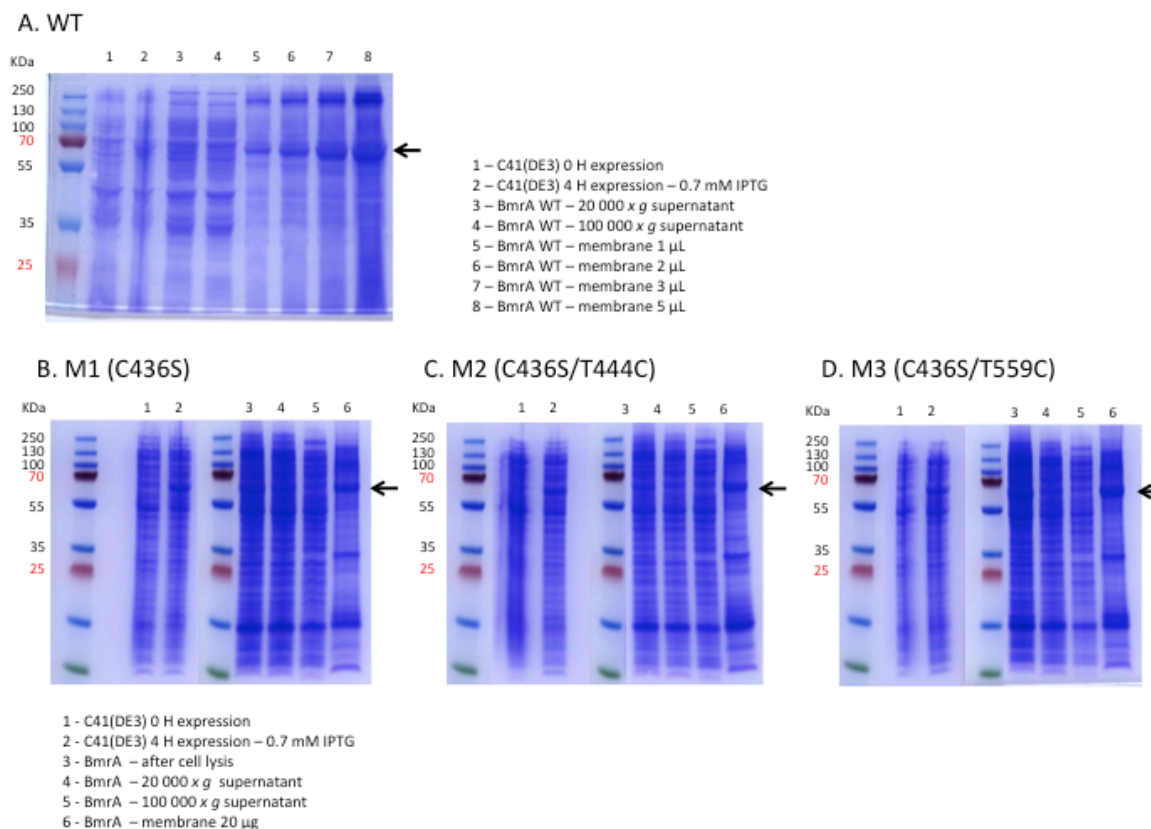 A. WT
KDa 1 2 3 4 5 6 7 8
250
130
100
70
55
35
25
1 – C41(DE3) 0 H expression
2 – C41(DE3) 4 H expression – 0.7 mM IPTG
3 – BmrA WT – 20 000 x g supernatant
4 – BmrA WT – 100 000 x g supernatant
5 – BmrA WT – membrane 1 µL
6 – BmrA WT – membrane 2 µL
7 – BmrA WT – membrane 3 µL
8 – BmrA WT – membrane 5 µL
B. M1 (C436S)
KDa 1 2 3 4 5 6
250
130
100
70
55
35
25
C. M2 (C436S/T444C)
KDa 1 2 3 4 5 6
250
130
100
70
55
35
25
D. M3 (C436S/T559C)
KDa 1 2 3 4 5 6
250
130
100
70
55
35
25
1 - C41(DE3) 0 H expression
2 - C41(DE3) 4 H expression – 0.7 mM IPTG
3 - BmrA – after cell lysis
4 - BmrA – 20 000 x g supernatant
5 - BmrA – 100 000 x g supernatant
6 - BmrA – membrane 20 µg